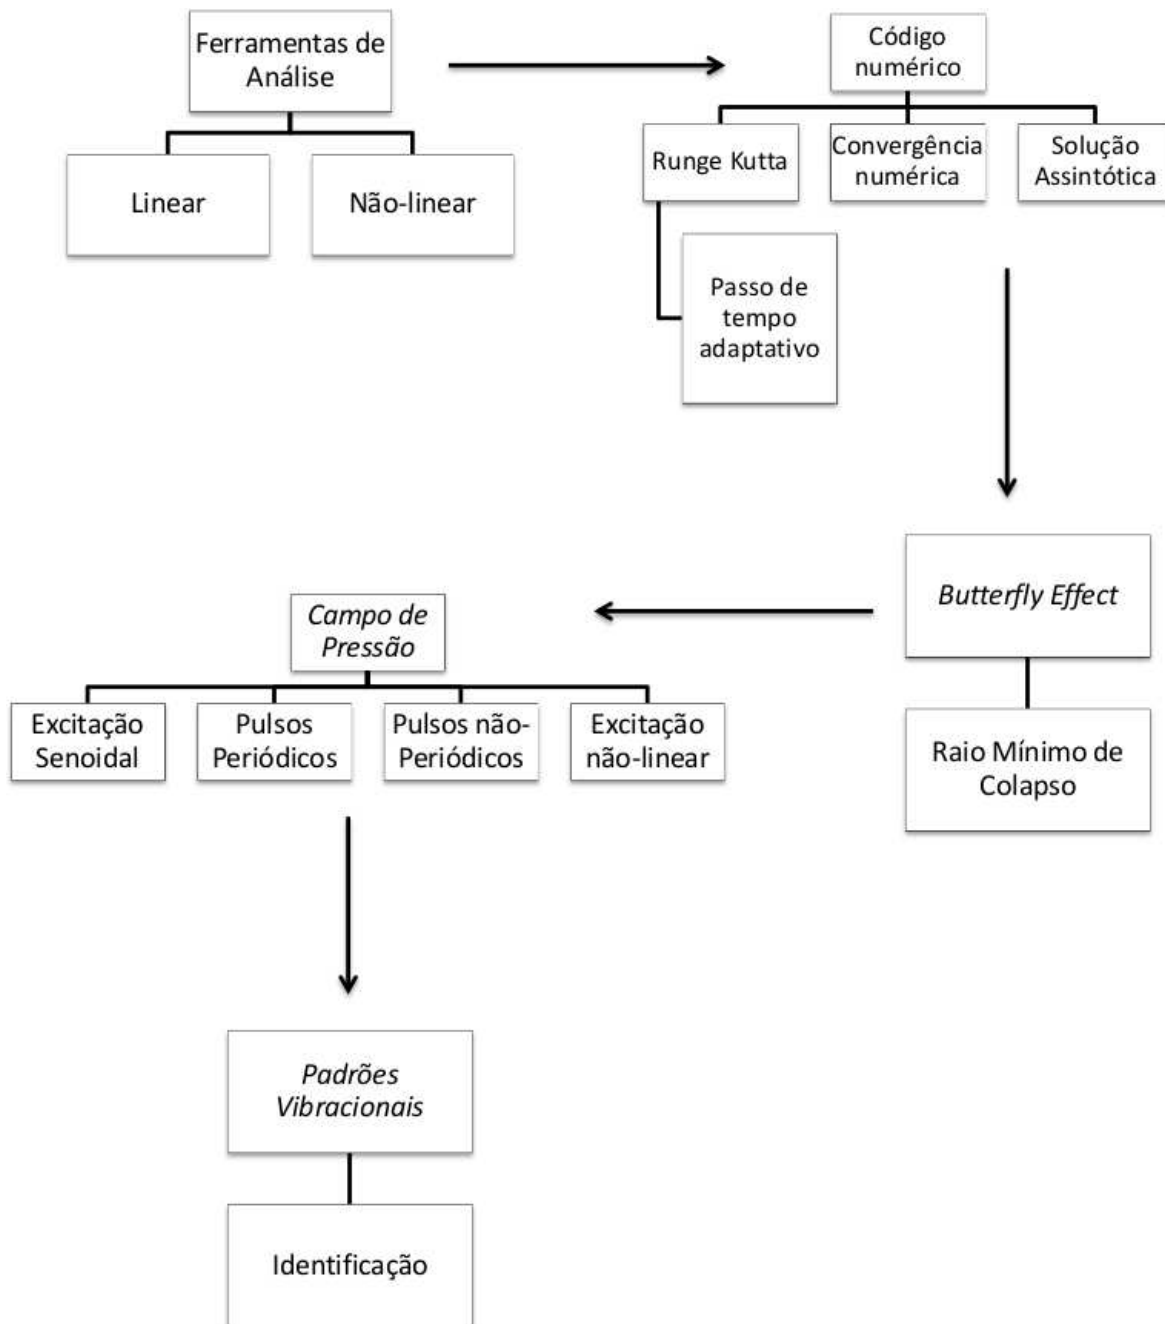 Ferramentas de
Análise
Linear
Não-linear
Código
numérico
Runge Kutta
Convergência
numérica
Solução
Assintótica
Passo de
tempo
adaptativo
Butterfly Effect
Raio Mínimo de
Colapso
Campo de
Pressão
Excitação
Senoidal
Pulsos
Periódicos
Pulsos não-
Periódicos
Excitação
não-linear
Padrões
Vibracionais
Identificação